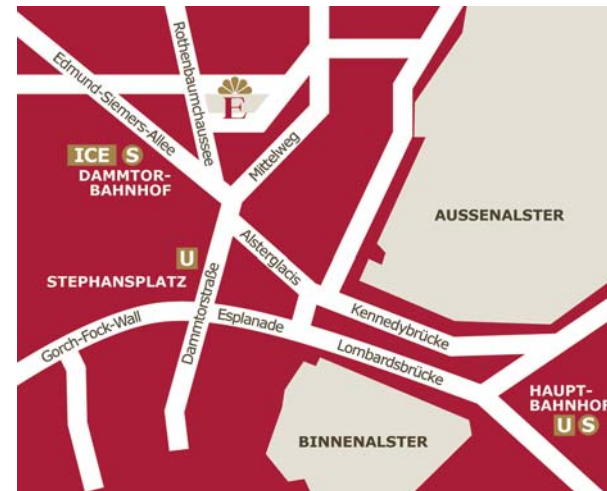 Edmund-Siemers-Allee
Rothenbaumchaussee
E
Mittelweg
ICE S
DAMMTOR-
BAHNHOF
AUSSENALSTER
U
STEPHANSPLATZ
Alsterglacis
Dammtorstraße
Esplanade
Kennedybrücke
Gorch-Fock-Wall
Lombardsbrücke
HAUPT-
BAHNHOF
U S
BINNENALSTER